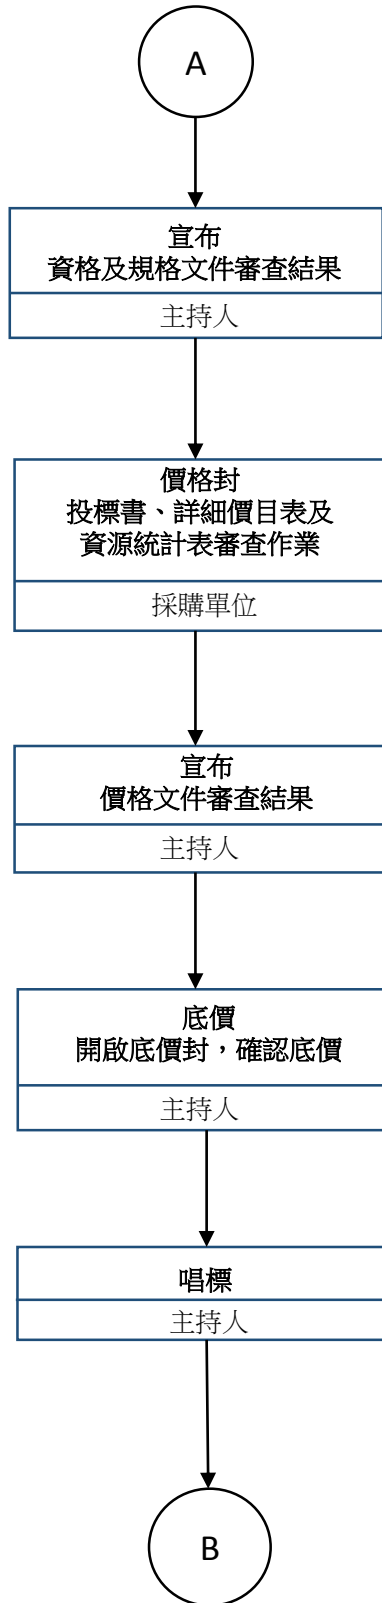 A
宣布
資格及規格文件審查結果
主持人
價格封
投標書、詳細價目表及
資源統計表審查作業
採購單位
宣布
價格文件審查結果
主持人
底價
開啟底價封，確認底價
主持人
唱標
主持人
B